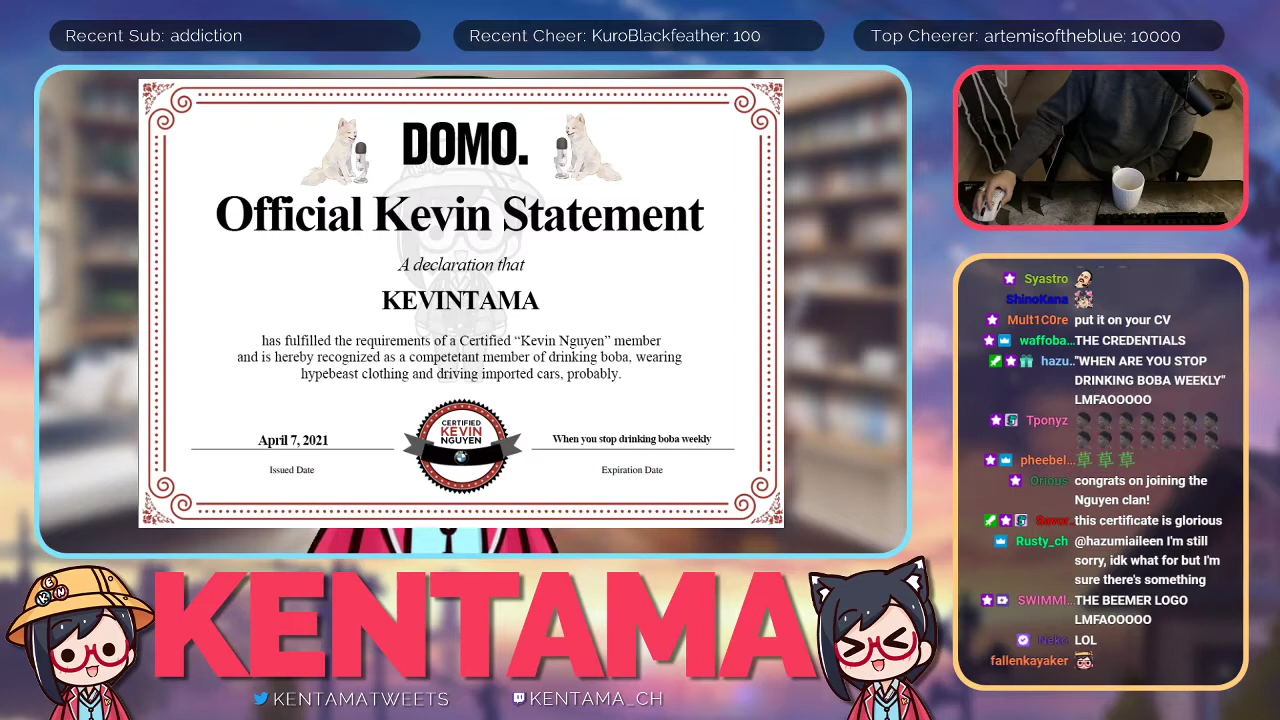 Recent Sub: addiction
Recent Cheer: KuroBlackfeather: 100
Top Cheerer: artemisoftheblue: 10000
DOMO.
Official Kevin Statement
A declaration that
KEVINTAMA
has fulfilled the requirements of a Certified “Kevin Nguyen” member
and is hereby recognized as a competetant member of drinking boba, wearing
hypebeast clothing and driving imported cars, probably.
CERTIFIED
KEVIN
NGUYEN
April 7, 2021
Issued Date
When you stop drinking boba weekly
Expiration Date
Syastro
ShinoKana
Mult1C0re put it on your CV
waffoba... THE CREDENTIALS
hazu... "WHEN ARE YOU STOP
DRINKING BOBA WEEKLY"
LMFAOOOOO
Tponyz
pheebel... 草 草 草
Orious congrats on joining the
Nguyen clan!
this certificate is glorious
Rusty_ch @hazumiaileen I'm still
sorry, idk what for but I'm
sure there's something
SWIMMI... THE BEEMER LOGO
LMFAOOOOO
Neko LOL
fallenkayaker
KEN
KENTAMA
KENTAMATWEETS
KENTAMA_CH